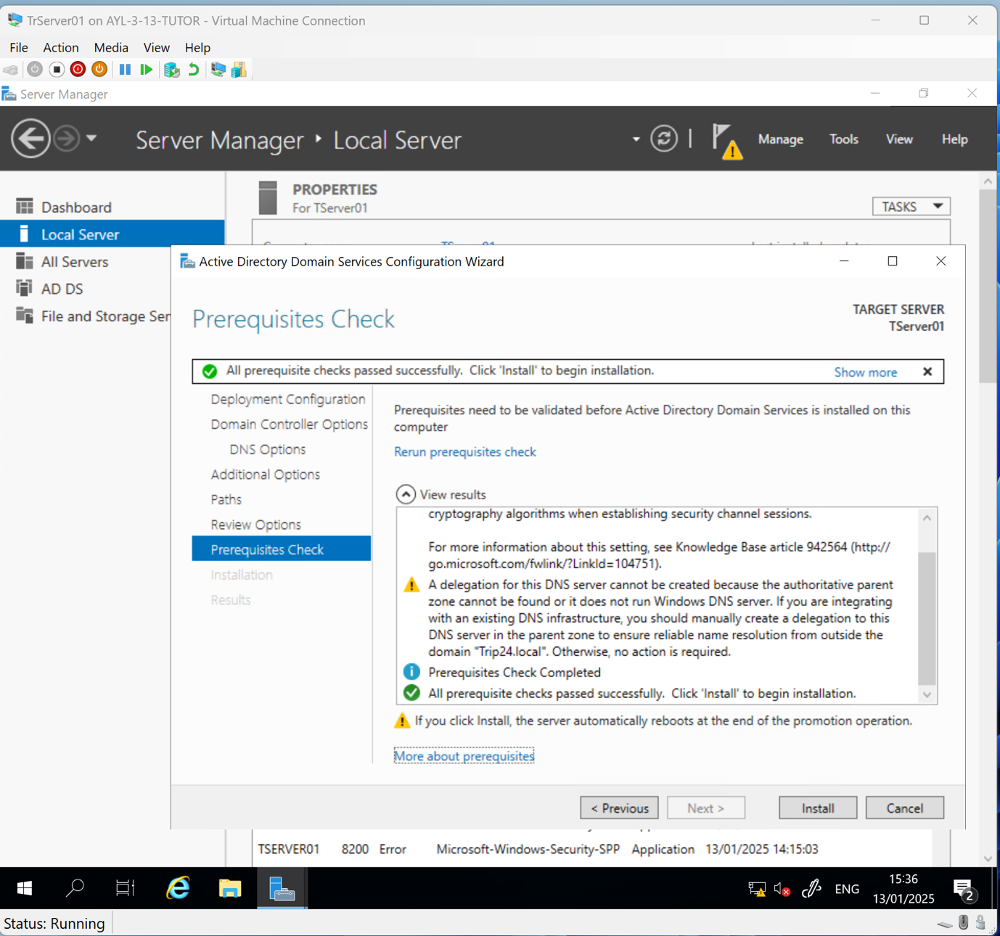 TrServer01 on AYL-3-13-TUTOR - Virtual Machine Connection
File Action Media View Help
Server Manager
Server Manager Local Server
Manage Tools View Help
PROPERTIES
For TServer01
TASKS
Dashboard
Local Server
All Servers
AD DS
File and Storage Ser
Active Directory Domain Services Configuration Wizard
Prerequisites Check
TARGET SERVER
TServer01
All prerequisite checks passed successfully. Click 'Install' to begin installation.
Show more
Deployment Configuration
Domain Controller Options
DNS Options
Additional Options
Paths
Review Options
Prerequisites Check
Installation
Results
Prerequisites need to be validated before Active Directory Domain Services is installed on this
computer
Rerun prerequisites check
View results
cryptography algorithms when establishing security channel sessions.
For more information about this setting, see Knowledge Base article 942564 (http://
go.microsoft.com/fwlink/?LinkId=104751).
A delegation for this DNS server cannot be created because the authoritative parent
zone cannot be found or it does not run Windows DNS server. If you are integrating
with an existing DNS infrastructure, you should manually create a delegation to this
DNS server in the parent zone to ensure reliable name resolution from outside the
domain "Trip24.local". Otherwise, no action is required.
Prerequisites Check Completed
All prerequisite checks passed successfully. Click 'Install' to begin installation.
If you click Install, the server automatically reboots at the end of the promotion operation.
More about prerequisites
< Previous Next > Install Cancel
TSERVER01 8200 Error Microsoft-Windows-Security-SPP Application 13/01/2025 14:15:03
ENG
15:36
13/01/2025
2
Status: Running